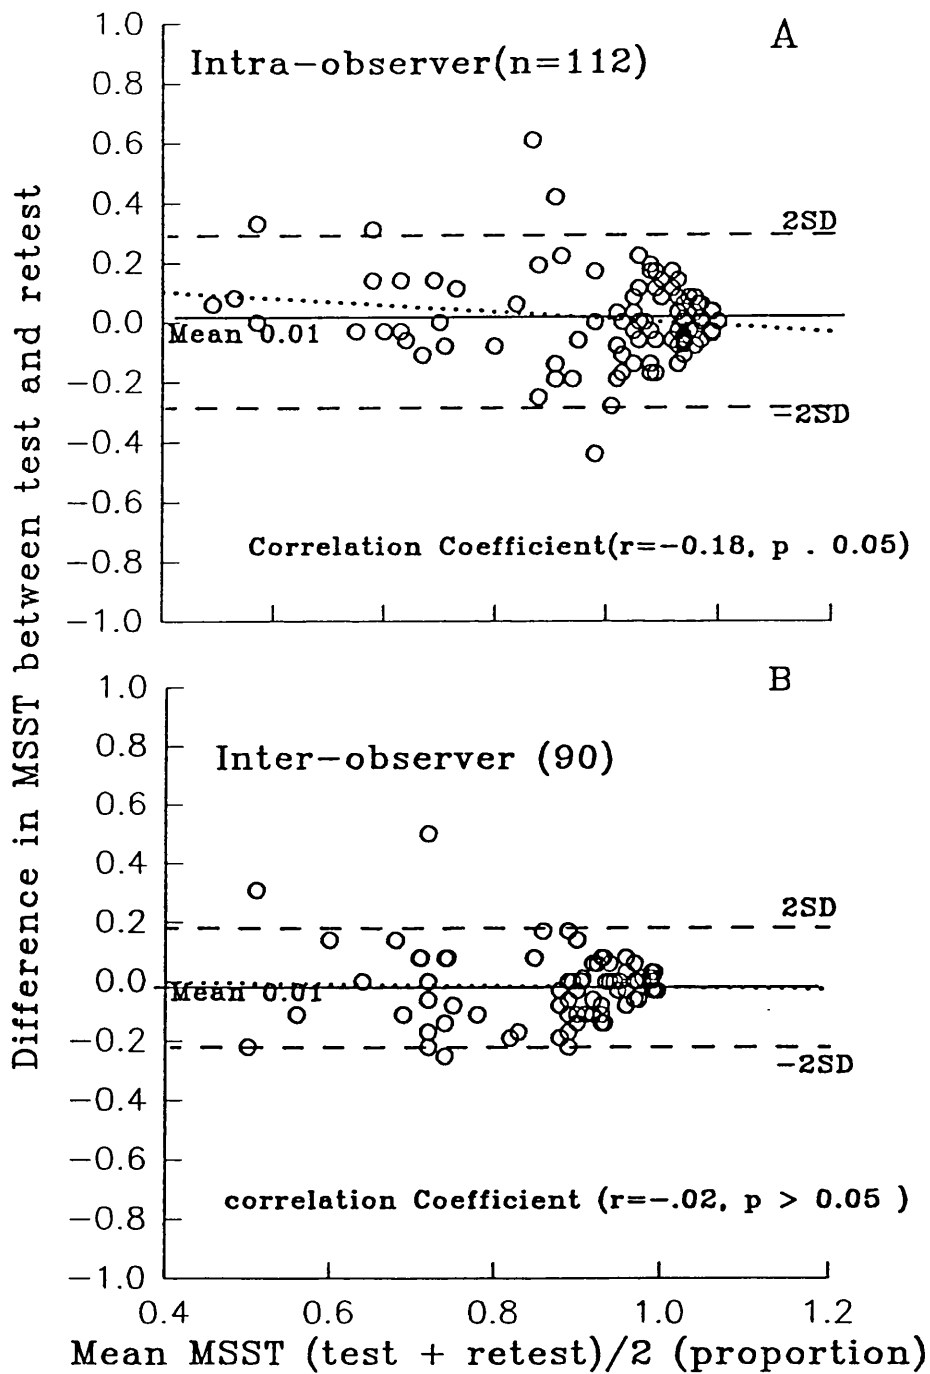 Difference in MSST between test and retest
A
Intra-observer(n=112)
1.0
0.8
0.6
0.4
0.2
0.0
-0.2
-0.4
-0.6
-0.8
-1.0
2SD
Mean 0.01
-2SD
Correlation Coefficient(r=-0.18, p . 0.05)
B
Inter-observer (90)
1.0
0.8
0.6
0.4
0.2
0.0
-0.2
-0.4
-0.6
-0.8
-1.0
2SD
Mean 0.01
-2SD
correlation Coefficient (r=-.02, p > 0.05 )
0.4 0.6 0.8 1.0 1.2
Mean MSST (test + retest)/2 (proportion)